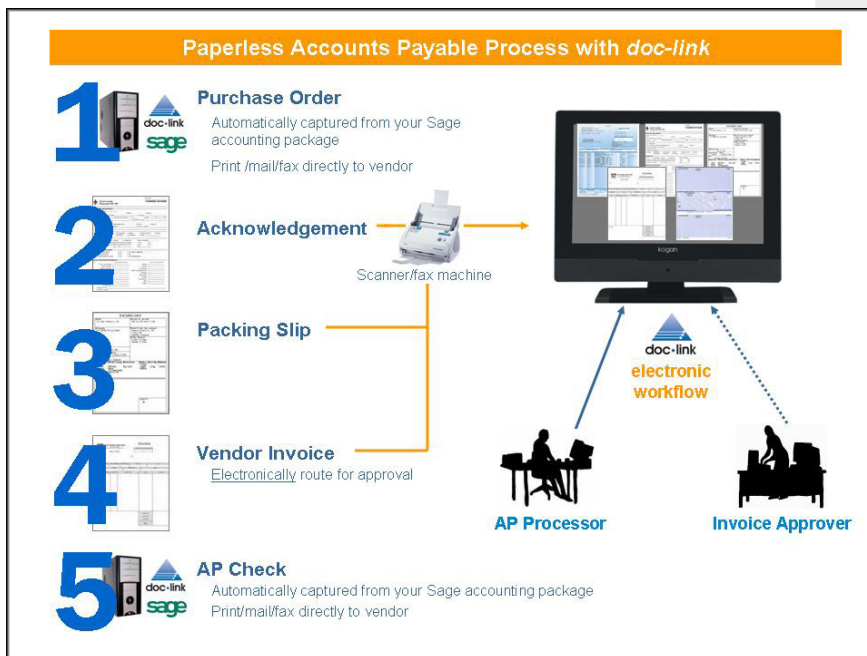 Paperless Accounts Payable Process with doc-link
1
doc·link
sage
Purchase Order
Automatically captured from your Sage
accounting package
Print /mail/fax directly to vendor
2
Acknowledgement
Scanner/fax machine
kogan
3
Packing Slip
doc·link
electronic
workflow
4
Vendor Invoice
Electronically route for approval
AP Processor
Invoice Approver
5
doc·link
sage
AP Check
Automatically captured from your Sage accounting package
Print/mail/fax directly to vendor